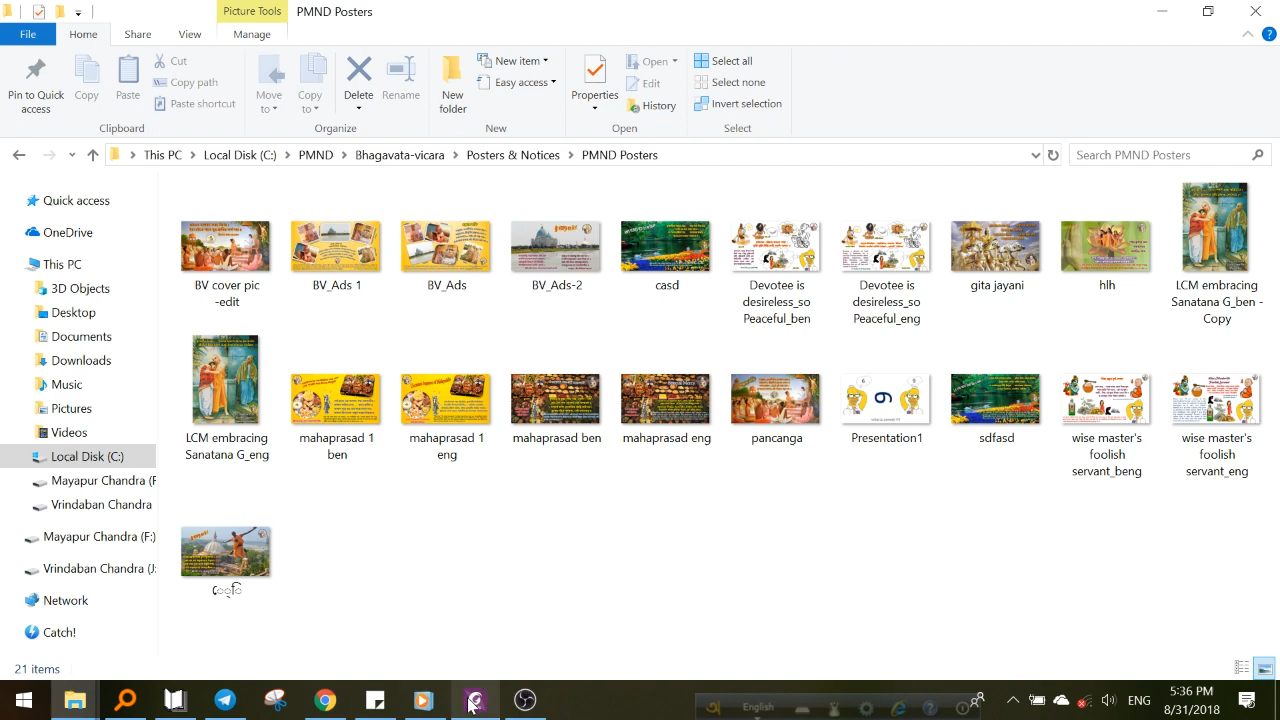 Picture Tools PMND Posters
File Home Share View Manage
Pin to Quick access
Copy
Paste
Cut
Copy path
Paste shortcut
Clipboard
Move to
Copy to
Delete
Rename
Organize
New folder
New item
Easy access
New
Properties
Open
Edit
History
Open
Select all
Select none
Invert selection
Select
This PC Local Disk (C:) PMND Bhagavata-vicara Posters & Notices PMND Posters
Search PMND Posters
Quick access
OneDrive
This PC
3D Objects
Desktop
Documents
Downloads
Music
Pictures
Videos
Local Disk (C:)
Mayapur Chandra (F
Vrindaban Chandra
Mayapur Chandra (F:)
Vrindaban Chandra (J:
Network
Catch!
BV cover pic
-edit
BV_Ads 1
BV_Ads
BV_Ads-2
casd
Devotee is
desireless_so
Peaceful_ben
Devotee is
desireless_so
Peaceful_eng
gita jayani
hlh
LCM embracing
Sanatana G_ben -
Copy
LCM embracing
Sanatana G_eng
mahaprasad 1
ben
mahaprasad 1
eng
mahaprasad ben
mahaprasad eng
pancanga
Presentation1
sdfasd
wise master's
foolish
servant_beng
wise master's
foolish
servant_eng
21 items
English
ENG
5:36 PM
8/31/2018